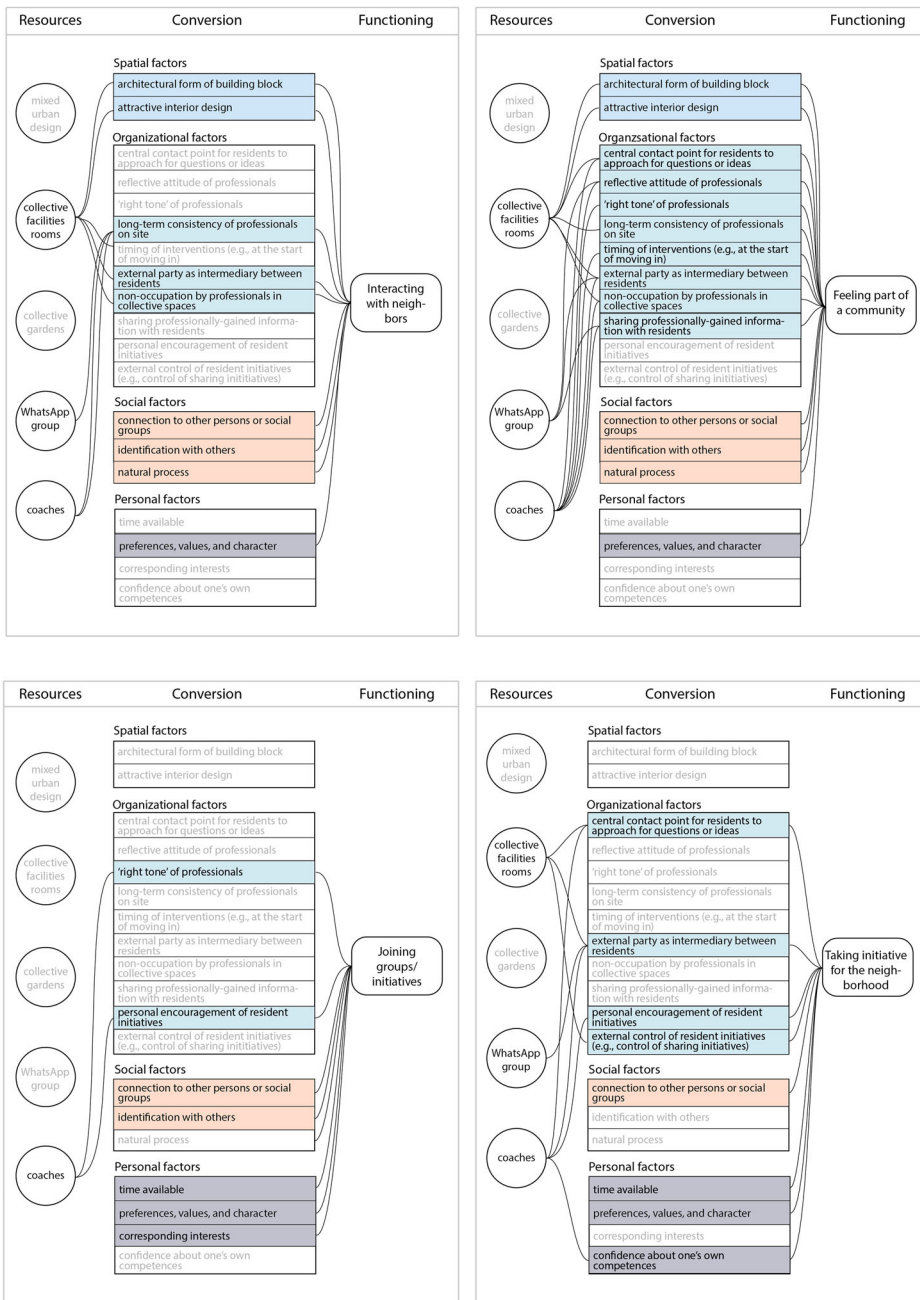 Resources Conversion Functioning
mixed
urban
design
collective
facilities
rooms
collective
gardens
WhatsApp
group
coaches
Spatial factors
architectural form of building block
attractive interior design
Organizational factors
central contact point for residents to
approach for questions or ideas
reflective attitude of professionals
'right tone' of professionals
long-term consistency of professionals
on site
timing of interventions (e.g., at the start
of moving in)
external party as intermediary between
residents
non-occupation by professionals in
collective spaces
sharing professionally-gained informa-
tion with residents
personal encouragement of resident
initiatives
external control of resident initiatives
(e.g., control of sharing inititiatives)
Social factors
connection to other persons or social
groups
identification with others
natural process
Personal factors
time available
preferences, values, and character
corresponding interests
confidence about one's own
competences
Interacting
with neigh-
bors
Resources Conversion Functioning
mixed
urban
design
collective
facilities
rooms
collective
gardens
WhatsApp
group
coaches
Spatial factors
architectural form of building block
attractive interior design
Organzsational factors
central contact point for residents to
approach for questions or ideas
reflective attitude of professionals
'right tone' of professionals
long-term consistency of professionals
on site
timing of interventions (e.g., at the start
of moving in)
external party as intermediary between
residents
non-occupation by professionals in
collective spaces
sharing professionally-gained informa-
tion with residents
personal encouragement of resident
initiatives
external control of resident initiatives
(e.g., control of sharing inititiatives)
Social factors
connection to other persons or social
groups
identification with others
natural process
Personal factors
time available
preferences, values, and character
corresponding interests
confidence about one's own
competences
Feeling part of
a community
Resources Conversion Functioning
mixed
urban
design
collective
facilities
rooms
collective
gardens
WhatsApp
group
coaches
Spatial factors
architectural form of building block
attractive interior design
Organizational factors
central contact point for residents to
approach for questions or ideas
reflective attitude of professionals
'right tone' of professionals
long-term consistency of professionals
on site
timing of interventions (e.g., at the start
of moving in)
external party as intermediary between
residents
non-occupation by professionals in
collective spaces
sharing professionally-gained informa-
tion with residents
personal encouragement of resident
initiatives
external control of resident initiatives
(e.g., control of sharing inititiatives)
Social factors
connection to other persons or social
groups
identification with others
natural process
Personal factors
time available
preferences, values, and character
corresponding interests
confidence about one's own
competences
Joining
groups/
initiatives
Resources Conversion Functioning
mixed
urban
design
collective
facilities
rooms
collective
gardens
WhatsApp
group
coaches
Spatial factors
architectural form of building block
attractive interior design
Organizational factors
central contact point for residents to
approach for questions or ideas
reflective attitude of professionals
'right tone' of professionals
long-term consistency of professionals
on site
timing of interventions (e.g., at the start
of moving in)
external party as intermediary between
residents
non-occupation by professionals in
collective spaces
sharing professionally-gained informa-
tion with residents
personal encouragement of resident
initiatives
external control of resident initiatives
(e.g., control of sharing inititiatives)
Social factors
connection to other persons or social
groups
identification with others
natural process
Personal factors
time available
preferences, values, and character
corresponding interests
confidence about one's own
competences
Taking initiative
for the neigh-
borhood